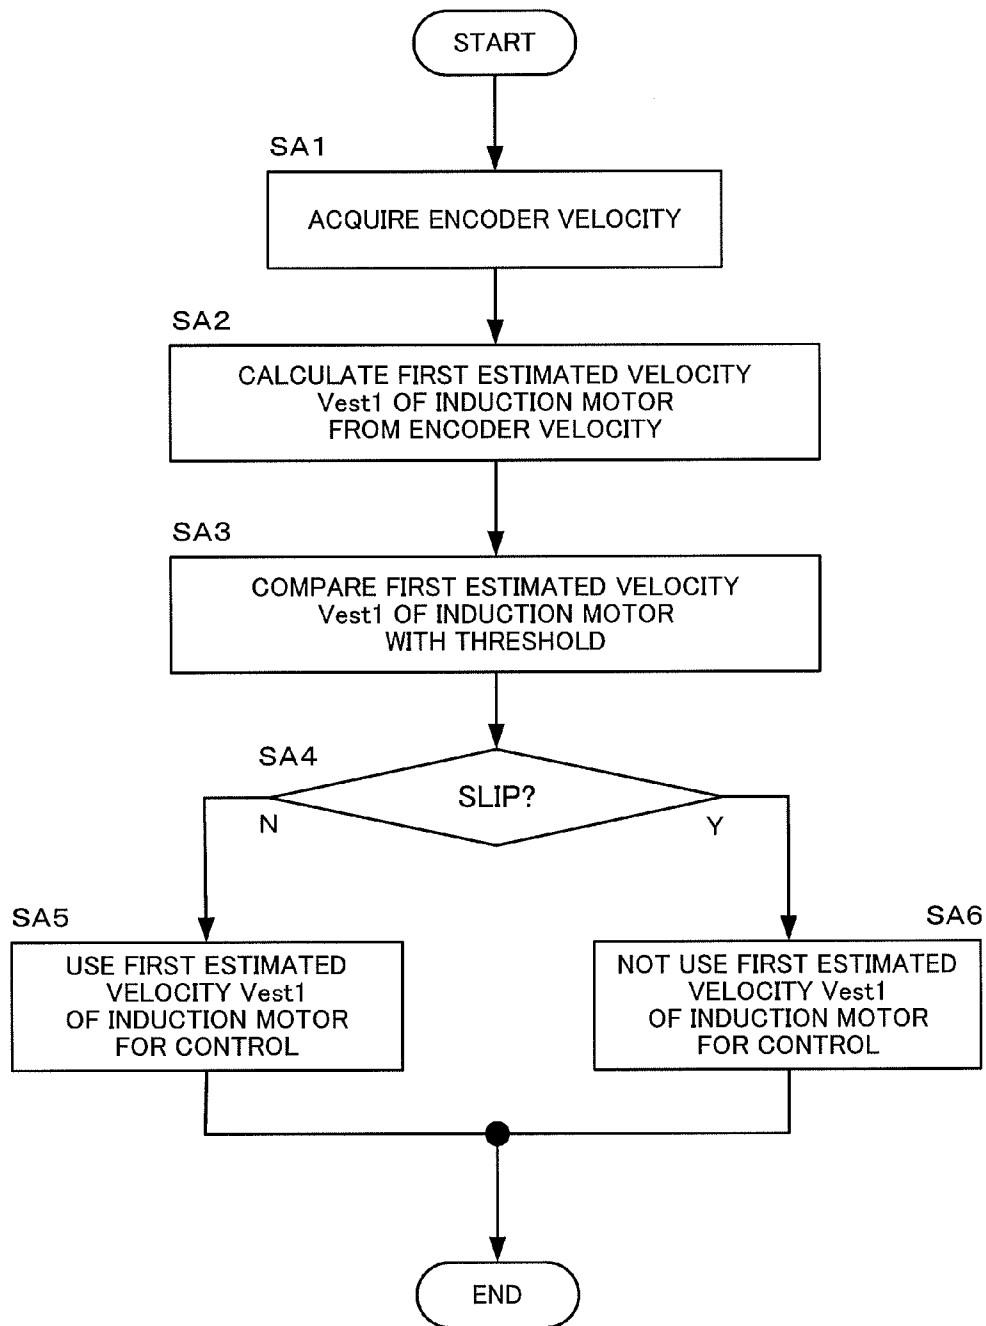 START
SA1
ACQUIRE ENCODER VELOCITY
SA2
CALCULATE FIRST ESTIMATED VELOCITY
Vest1 OF INDUCTION MOTOR
FROM ENCODER VELOCITY
SA3
COMPARE FIRST ESTIMATED VELOCITY
Vest1 OF INDUCTION MOTOR
WITH THRESHOLD
SA4
SLIP?
N
Y
SA5
USE FIRST ESTIMATED
VELOCITY Vest1
OF INDUCTION MOTOR
FOR CONTROL
SA6
NOT USE FIRST ESTIMATED
VELOCITY Vest1
OF INDUCTION MOTOR
FOR CONTROL
END